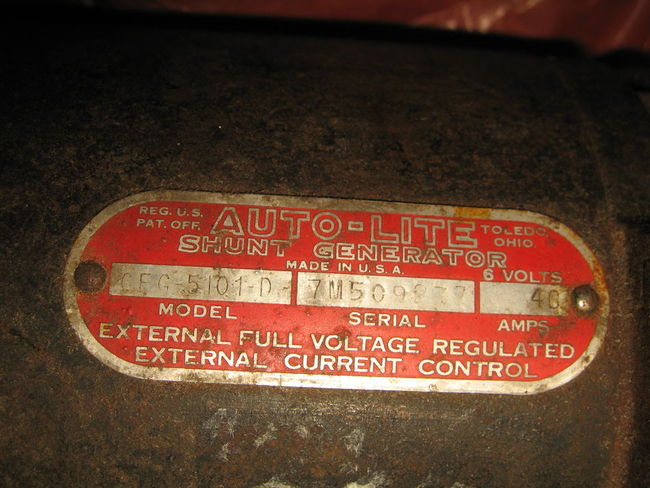 REG. U.S.
PAT. OFF.
AUTO-LITE
TOLEDO,
OHIO.
SHUNT GENERATOR
MADE IN U.S.A.
6 VOLTS
5101-D
40
MODEL
SERIAL
AMPS.
EXTERNAL FULL VOLTAGE REGULATED
EXTERNAL CURRENT CONTROL